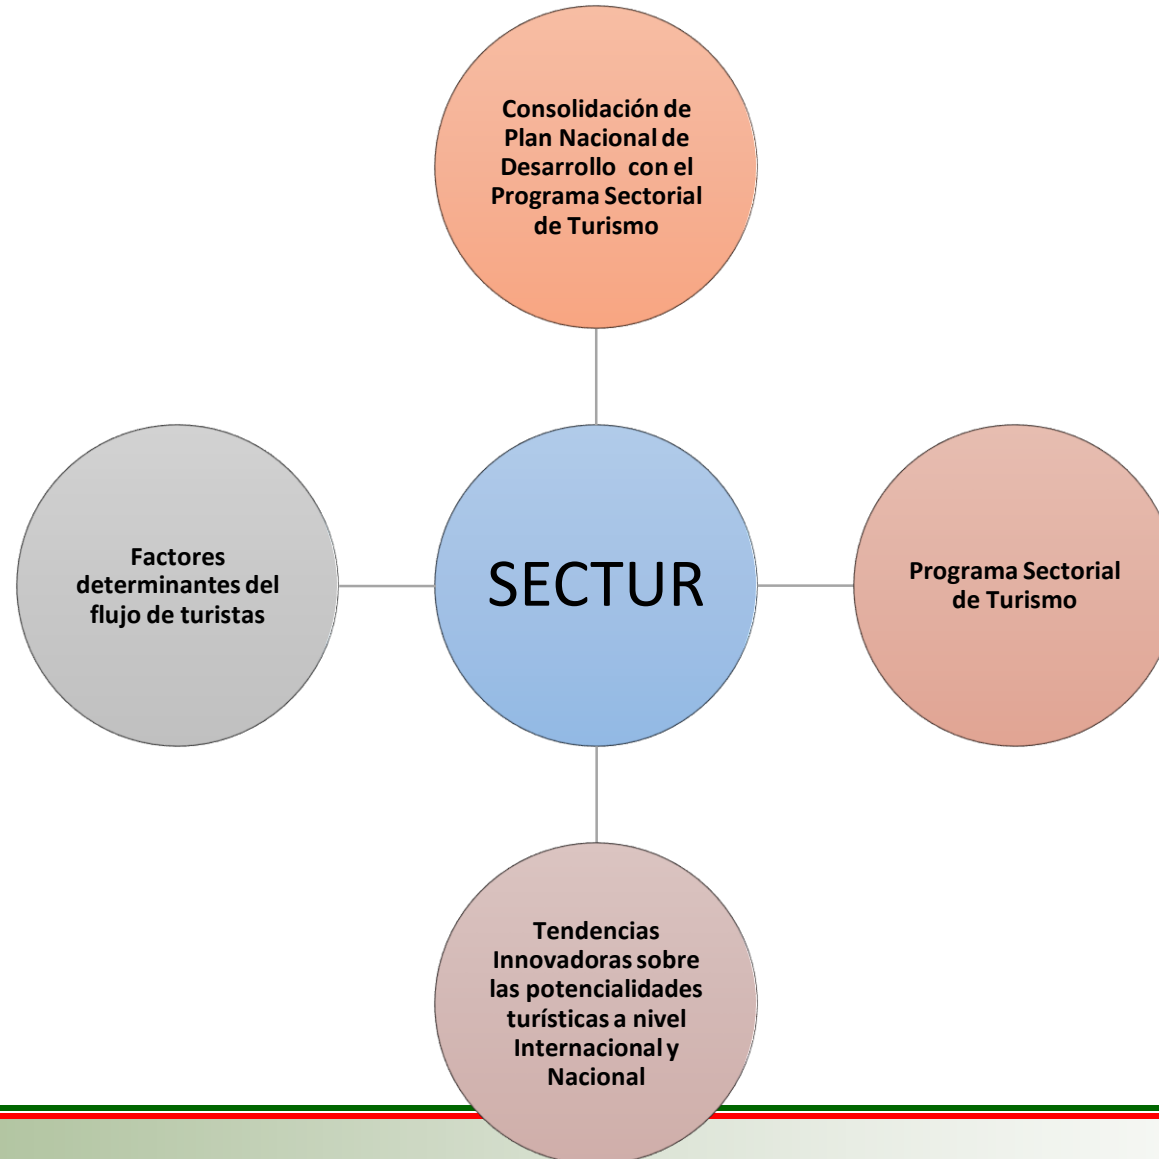 Consolidación de
Plan Nacional de
Desarrollo con el
Programa Sectorial
de Turismo
Factores
determinantes del
flujo de turistas
SECTUR
Programa Sectorial
de Turismo
Tendencias
Innovadoras sobre
las potencialidades
turísticas a nivel
Internacional y
Nacional